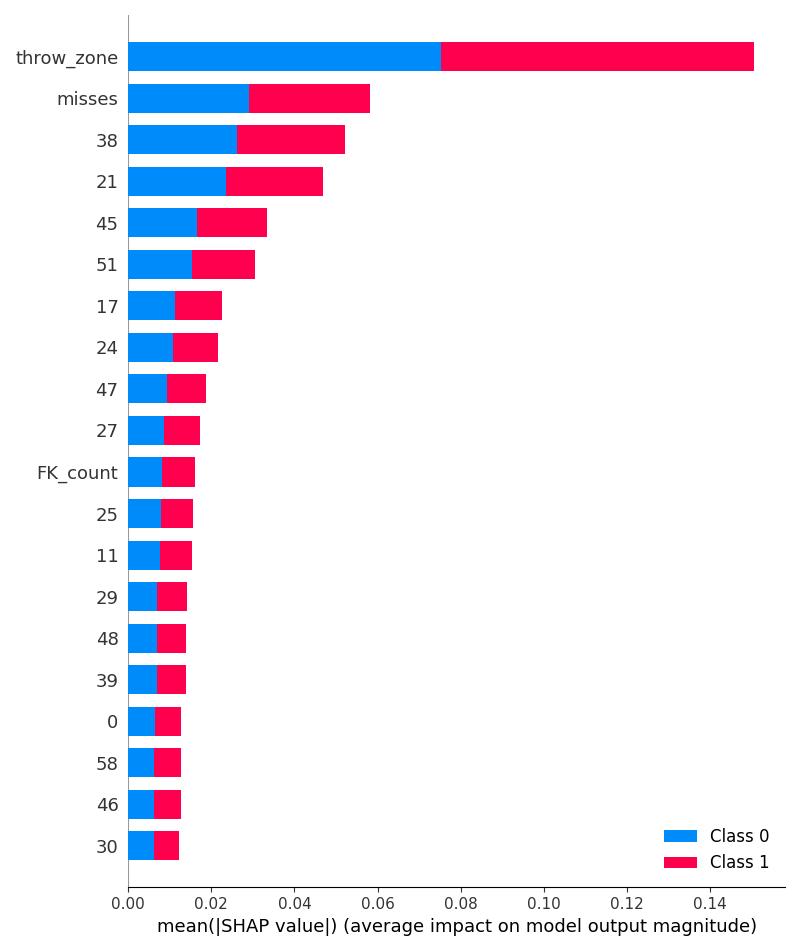 throw_zone
misses
38
21
45
51
17
24
47
27
FK_count
25
11
29
48
39
0
58
46
30
Class 0
Class 1
0.00 0.02 0.04 0.06 0.08 0.10 0.12 0.14
mean(|SHAP value|) (average impact on model output magnitude)